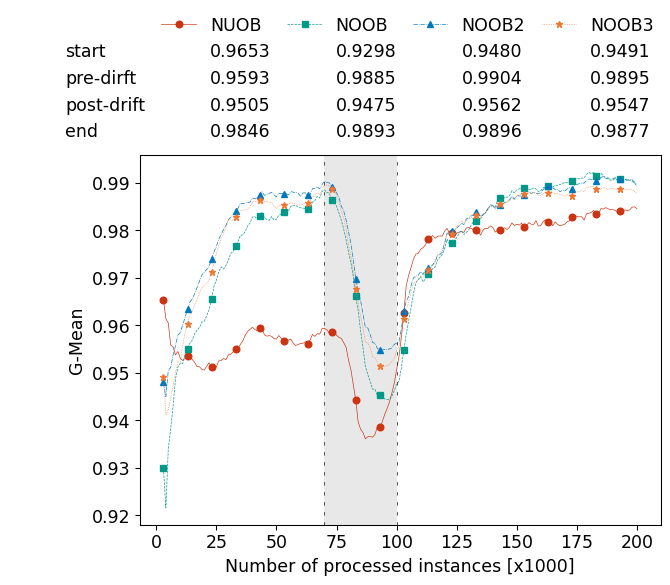 NUOB NOOB NOOB2 NOOB3
start 0.9653 0.9298 0.9480 0.9491
pre-dirft 0.9593 0.9885 0.9904 0.9895
post-drift 0.9505 0.9475 0.9562 0.9547
end 0.9846 0.9893 0.9896 0.9877
0.99
0.98
0.97
0.96
0.95
0.94
0.93
0.92
G-Mean
0 25 50 75 100 125 150 175 200
Number of processed instances [x1000]